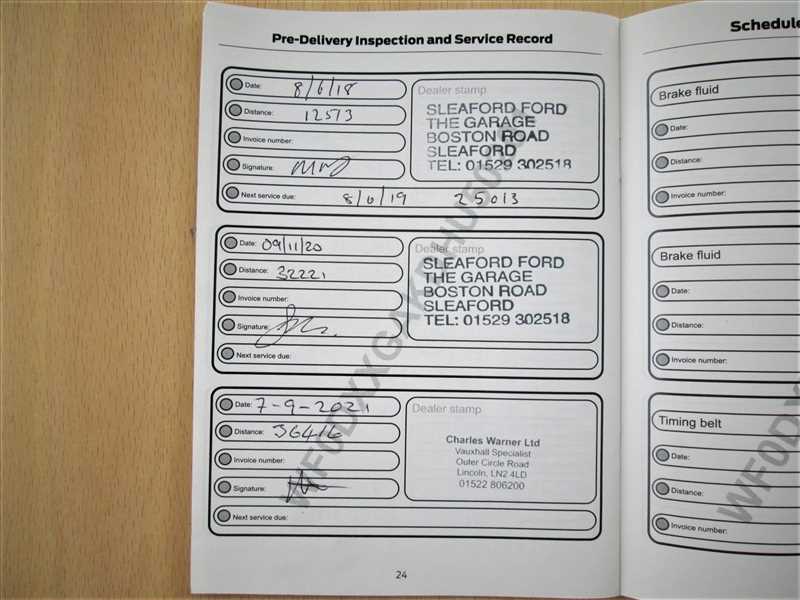 Pre-Delivery Inspection and Service Record
Date: 8/6/18
Distance: 12513
Invoice number:
Signature:
Next service due: 8/6/19 25013
Dealer stamp
SLEAFORD FORD
THE GARAGE
BOSTON ROAD
SLEAFORD
TEL: 01529 302518
Date: 09/11/20
Distance: 32221
Invoice number:
Signature:
Next service due:
Dealer stamp
SLEAFORD FORD
THE GARAGE
BOSTON ROAD
SLEAFORD
TEL: 01529 302518
Date: 7-9-2021
Distance: 36416
Invoice number:
Signature:
Next service due:
Dealer stamp
Charles Warner Ltd
Vauxhall Specialist
Outer Circle Road
Lincoln, LN2 4LD
01522 806200
24
Schedule
Brake fluid
Date:
Distance:
Invoice number:
Brake fluid
Date:
Distance:
Invoice number:
Timing belt
Date:
Distance:
Invoice number: